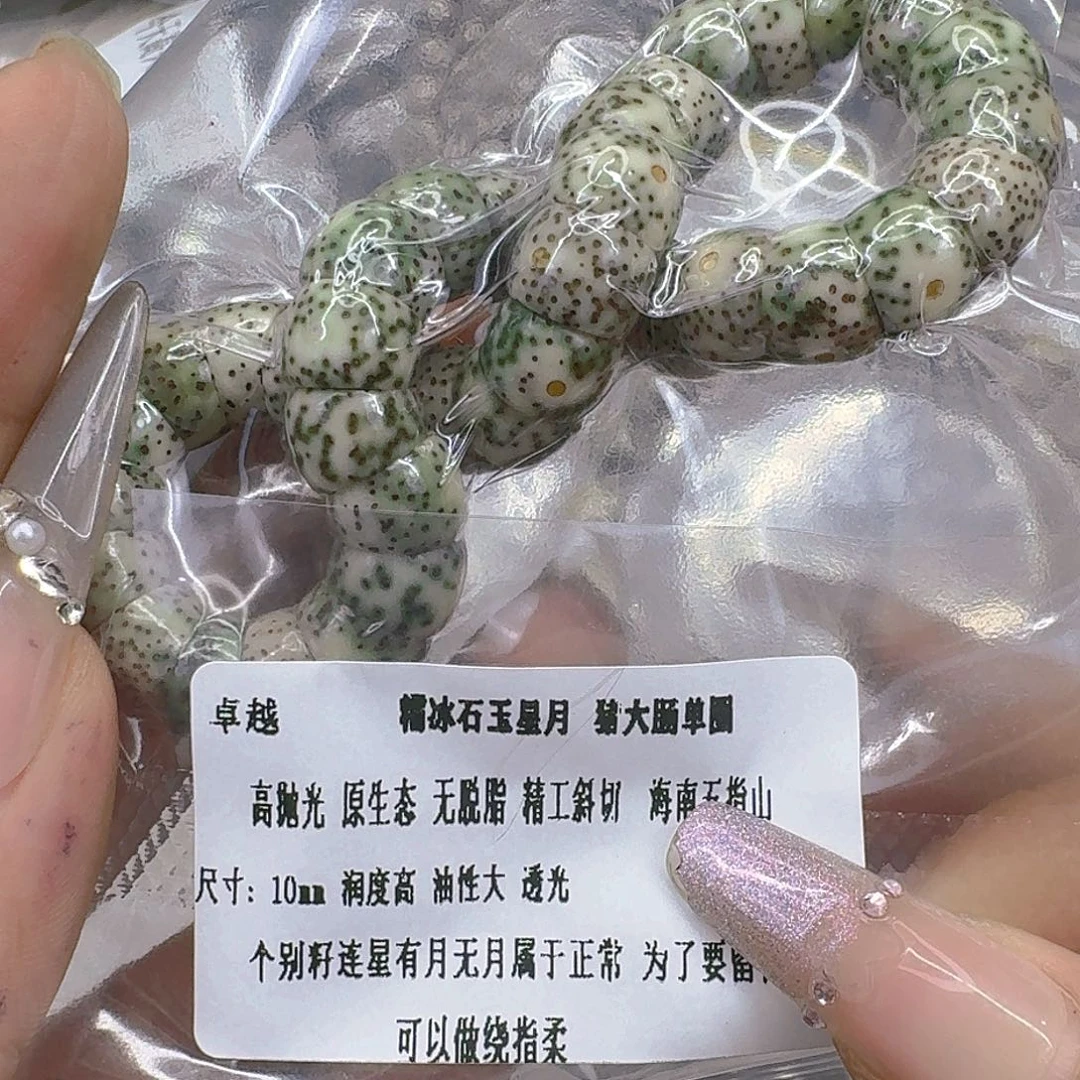 卓越 糯冰石玉星月 猪大肠单圈
高抛光 原生态 无脱脂 精工斜切 海南五指山
尺寸：10mm 润度高 油性大 透光
个别籽连星有月无月属于正常 为了要留
可以做绕指柔